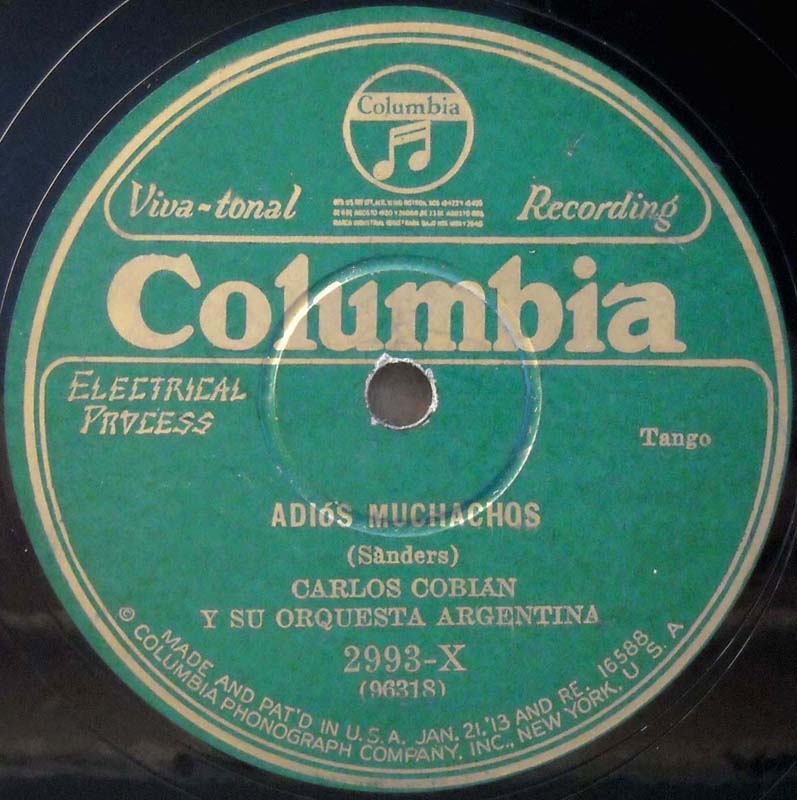 Columbia
Viva-tonal
Recording
Columbia
ELECTRICAL
PROCESS
Tango
ADIÓS MUCHACHOS
(Sanders)
CARLOS COBIÁN
Y SU ORQUESTA ARGENTINA
2993-X
(96318)
MADE AND PAT'D IN U.S.A. JAN. 21,'13 AND RE. 16588
© COLUMBIA PHONOGRAPH COMPANY, INC., NEW YORK, U. S. A